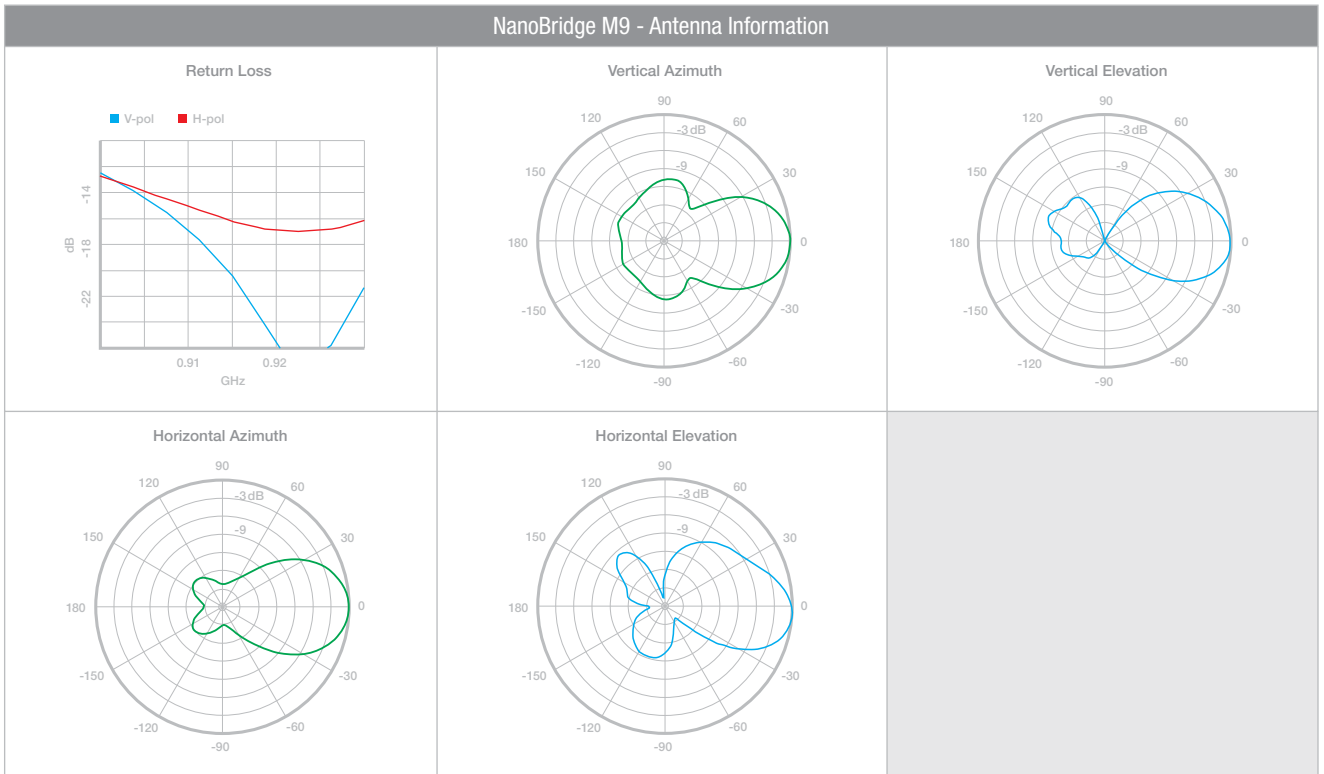 NanoBridge M9 - Antenna Information
Return Loss
V-pol H-pol
-14
-18
-22
dB
0.91 0.92
GHz
Vertical Azimuth
90
120 60
-3 dB
-9
150 30
180 0
-150 -30
-120 -60
-90
Vertical Elevation
90
120 60
-3 dB
-9
150 30
180 0
-150 -30
-120 -60
-90
Horizontal Azimuth
90
120 60
-3 dB
-9
150 30
180 0
-150 -30
-120 -60
-90
Horizontal Elevation
90
120 60
-3 dB
-9
150 30
180 0
-150 -30
-120 -60
-90